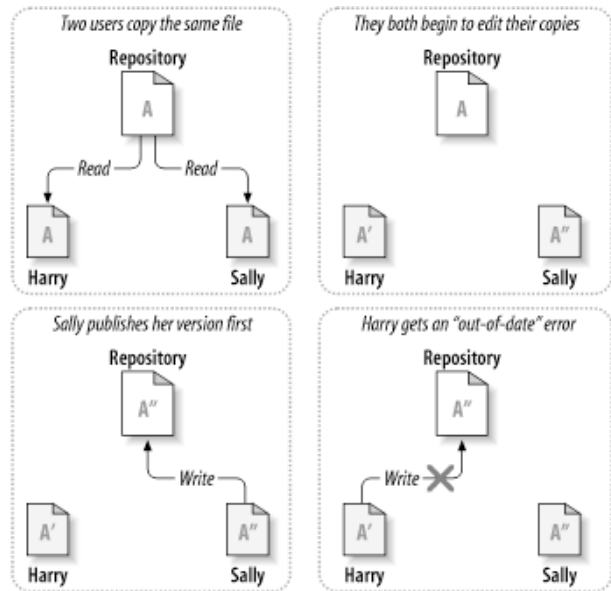 Two users copy the same file
Repository
A
Read
Read
A
A
Harry
Sally
They both begin to edit their copies
Repository
A
A′
A″
Harry
Sally
Sally publishes her version first
Repository
A″
Write
A′
A″
Harry
Sally
Harry gets an “out-of-date” error
Repository
A″
Write
A′
A″
Harry
Sally